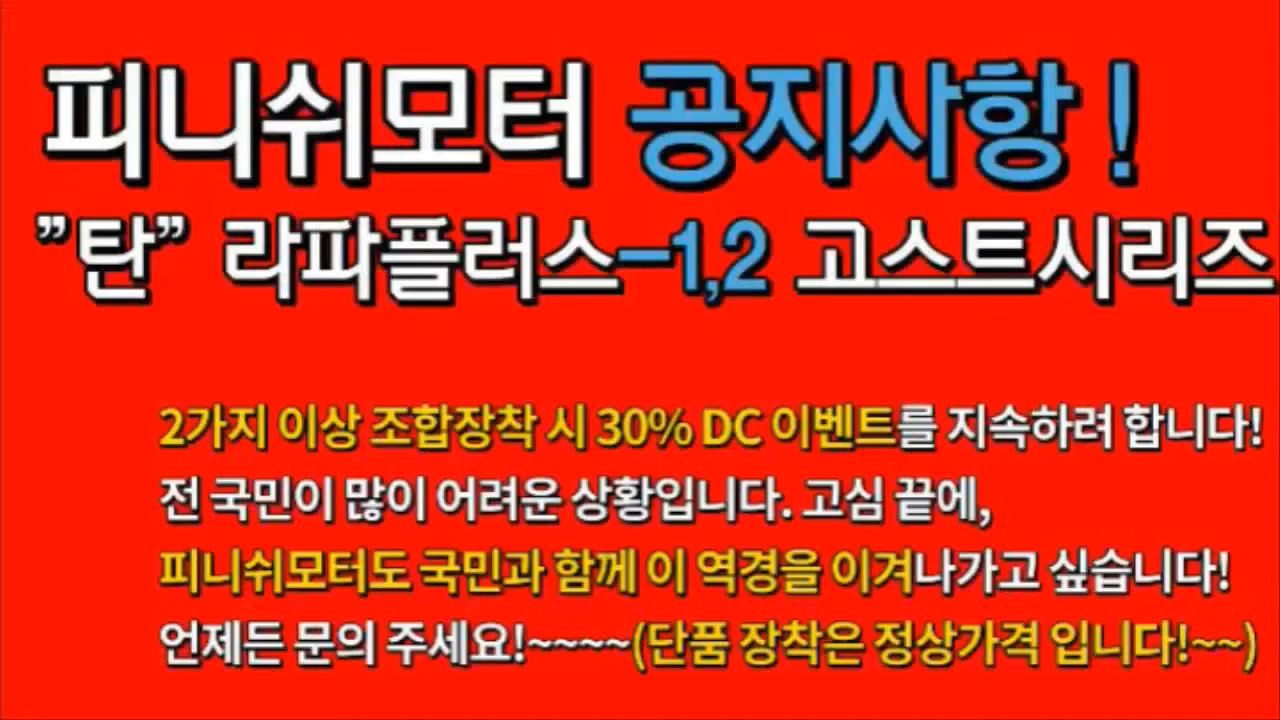 피니쉬모터 공지사항 !
”탄” 라파플러스-1,2 고스트시리즈
2가지 이상 조합장착 시 30% DC 이벤트를 지속하려 합니다!
전 국민이 많이 어려운 상황입니다. 고심 끝에,
피니쉬모터도 국민과 함께 이 역경을 이겨나가고 싶습니다!
언제든 문의 주세요!~~~~(단품 장착은 정상가격 입니다!~~)